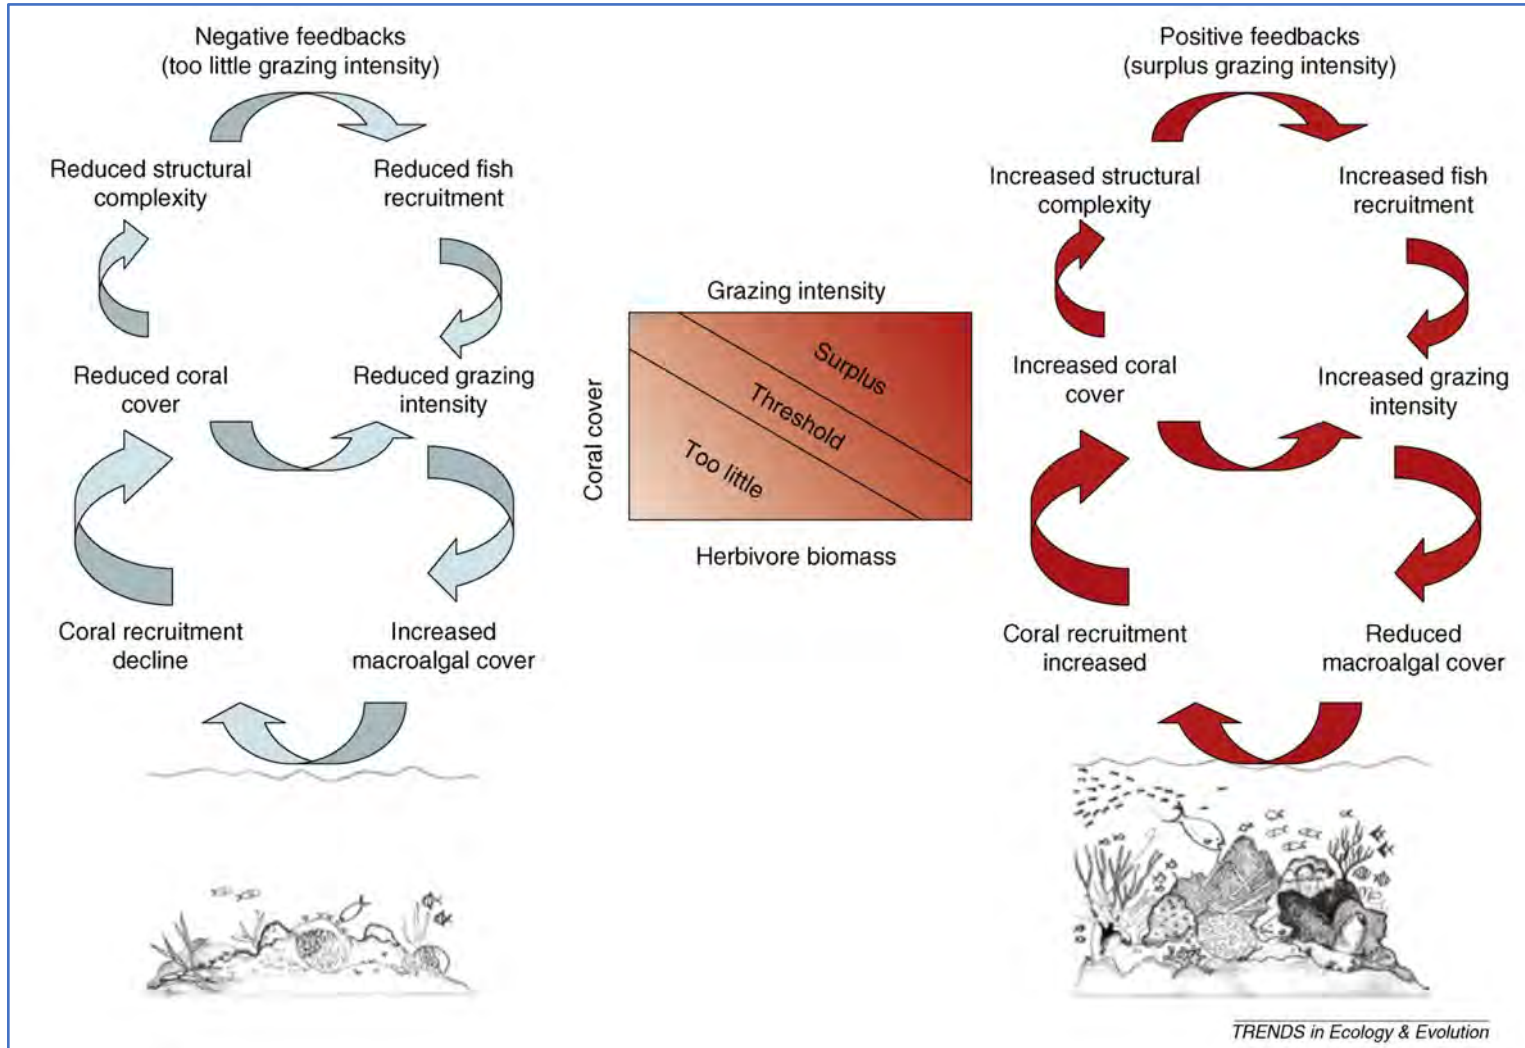 Negative feedbacks
(too little grazing intensity)
Reduced structural
complexity
Reduced fish
recruitment
Reduced coral
cover
Reduced grazing
intensity
Coral recruitment
decline
Increased
macroalgal cover
Grazing intensity
Surplus
Threshold
Too little
Coral cover
Herbivore biomass
Positive feedbacks
(surplus grazing intensity)
Increased structural
complexity
Increased fish
recruitment
Increased coral
cover
Increased grazing
intensity
Coral recruitment
increased
Reduced
macroalgal cover
TRENDS in Ecology & Evolution